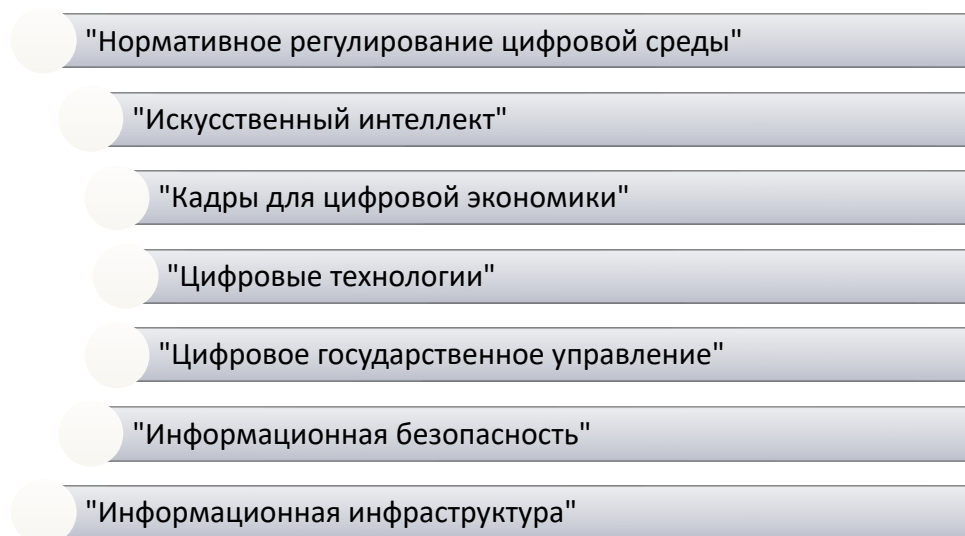 "Нормативное регулирование цифровой среды"
"Искусственный интеллект"
"Кадры для цифровой экономики"
"Цифровые технологии"
"Цифровое государственное управление"
"Информационная безопасность"
"Информационная инфраструктура"